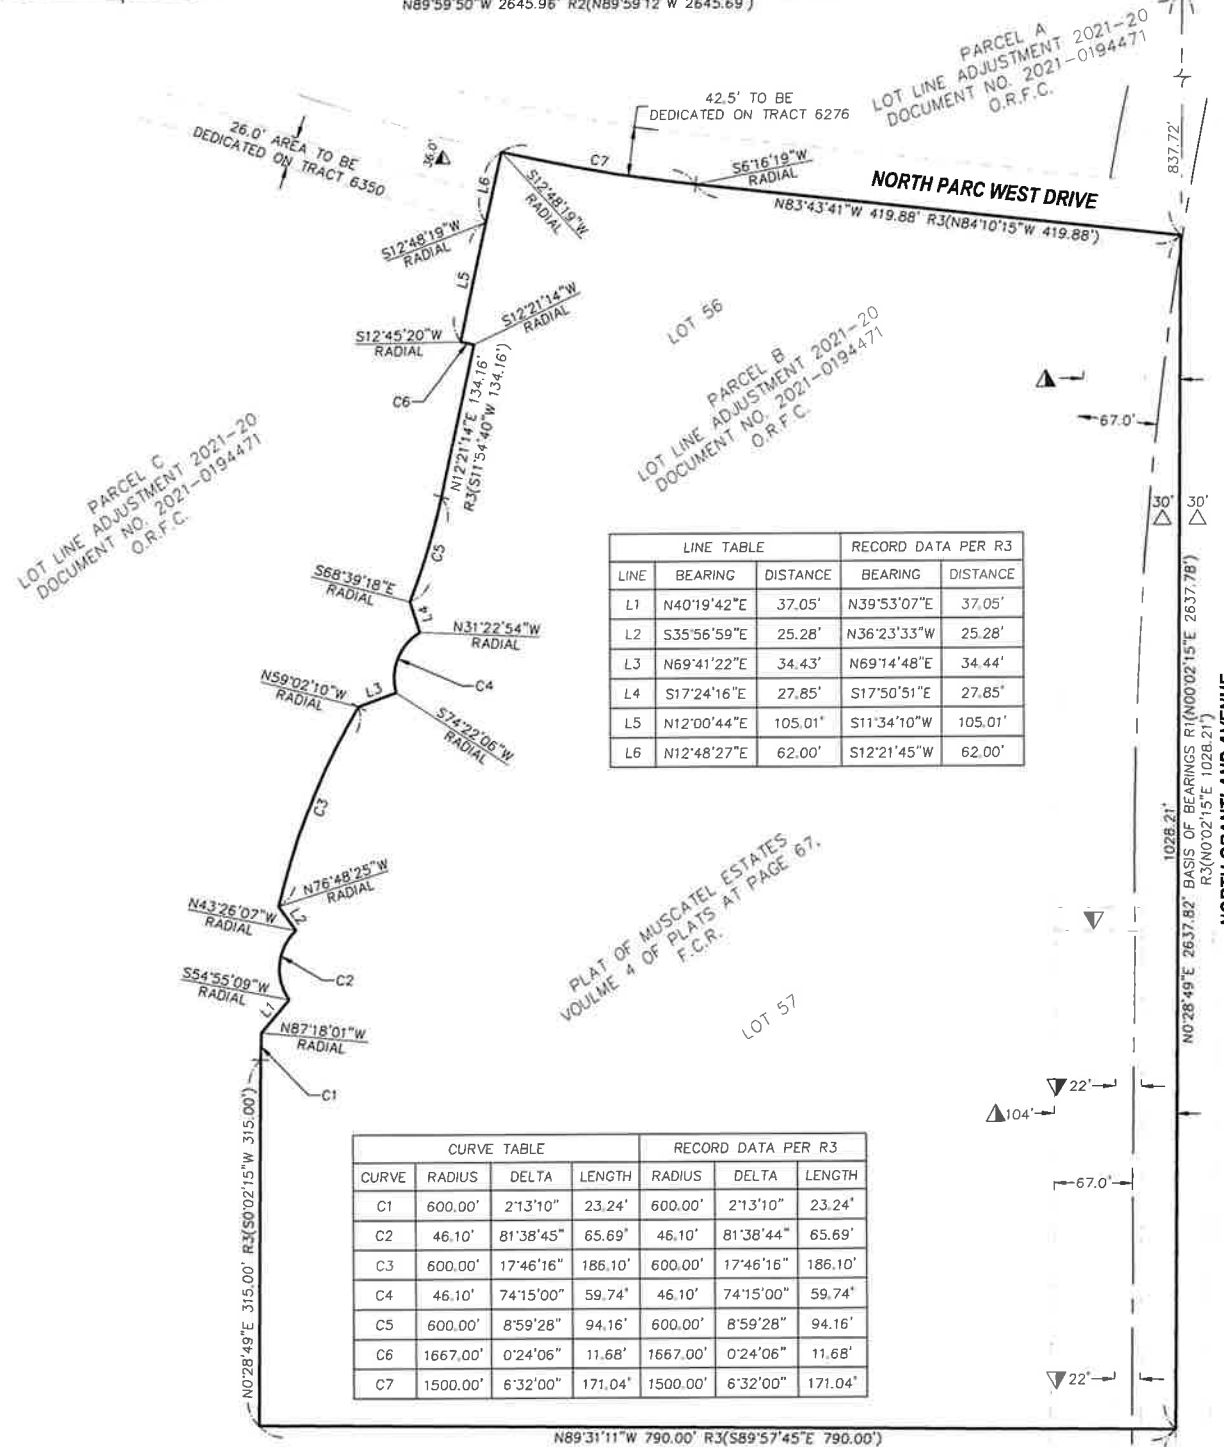 N89°59'50"W 2645.96' R2(N89°59'12"W 2645.69')
PARCEL A
LOT LINE ADJUSTMENT 2021-20
DOCUMENT NO. 2021-0194471
O.R.F.C.
837.72'
42.5' TO BE
DEDICATED ON TRACT 6276
26.0' AREA TO BE
DEDICATED ON TRACT 6350
36.0'
C7
S6°16'19"W
RADIAL
NORTH PARC WEST DRIVE
N83°43'41"W 419.88' R3(N84°10'15"W 419.88')
L6
S12°48'19"W
RADIAL
S12°48'19"W
RADIAL
L5
S12°21'14"W
RADIAL
S12°45'20"W
RADIAL
C6
LOT 56
PARCEL B
LOT LINE ADJUSTMENT 2021-20
DOCUMENT NO. 2021-0194471
O.R.F.C.
67.0'
N12°21'14"E 134.16'
R3(S11°54'40"W 134.16')
PARCEL C
LOT LINE ADJUSTMENT 2021-20
DOCUMENT NO. 2021-0194471
O.R.F.C.
30' 30'
C5
S68°39'18"E
RADIAL
L4
N31°22'54"W
RADIAL
C4
N59°02'10"W
RADIAL
L3
S74°22'06"W
RADIAL
LINE TABLE RECORD DATA PER R3
LINE BEARING DISTANCE BEARING DISTANCE
L1 N40°19'42"E 37.05' N39°53'07"E 37.05'
L2 S35°56'59"E 25.28' N36°23'33"W 25.28'
L3 N69°41'22"E 34.43' N69°14'48"E 34.44'
L4 S17°24'16"E 27.85' S17°50'51"E 27.85'
L5 N12°00'44"E 105.01' S11°34'10"W 105.01'
L6 N12°48'27"E 62.00' S12°21'45"W 62.00'
C3
1028.21'
N0°28'49"E 2637.82' BASIS OF BEARINGS R1(N00°02'15"E 2637.78')
R3(N0°02'15"E 1028.21')
NORTH GRANTLAND AVENUE
PLAT OF MUSCATEL ESTATES
VOULME 4 OF PLATS AT PAGE 67,
F.C.R.
N76°48'25"W
RADIAL
L2
N43°26'07"W
RADIAL
C2
S54°55'09"W
RADIAL
L1
LOT 57
N87°18'01"W
RADIAL
C1
22'
104'
67.0'
N0°28'49"E 315.00' R3(S0°02'15"W 315.00')
CURVE TABLE RECORD DATA PER R3
CURVE RADIUS DELTA LENGTH RADIUS DELTA LENGTH
C1 600.00' 2°13'10" 23.24' 600.00' 2°13'10" 23.24'
C2 46.10' 81°38'45" 65.69' 46.10' 81°38'44" 65.69'
C3 600.00' 17°46'16" 186.10' 600.00' 17°46'16" 186.10'
C4 46.10' 74°15'00" 59.74' 46.10' 74°15'00" 59.74'
C5 600.00' 8°59'28" 94.16' 600.00' 8°59'28" 94.16'
C6 1667.00' 0°24'06" 11.68' 1667.00' 0°24'06" 11.68'
C7 1500.00' 6°32'00" 171.04' 1500.00' 6°32'00" 171.04'
22'
N89°31'11"W 790.00' R3(S89°57'45"E 790.00')